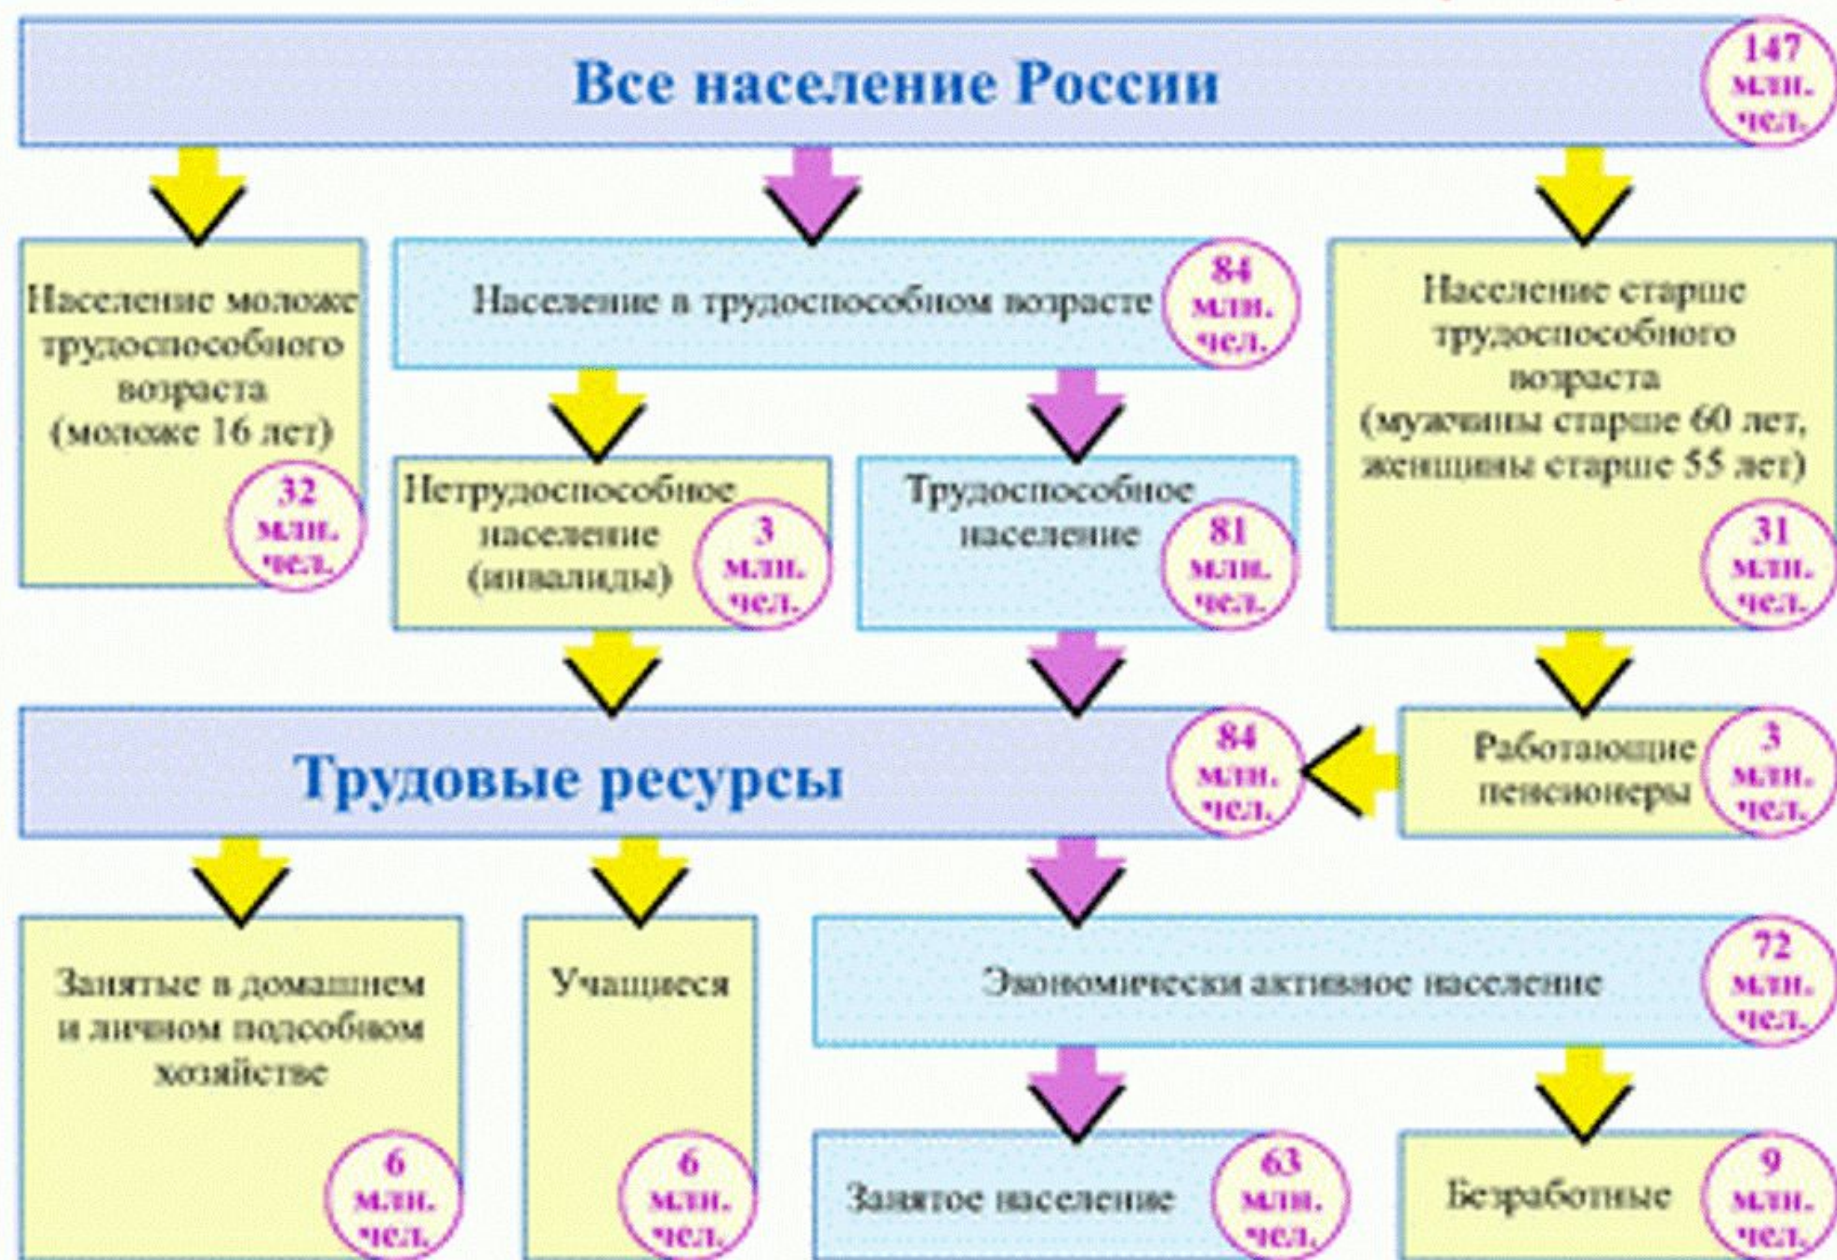 Все население России
147
млн.
чел.
Население моложе
трудоспособного
возраста
(моложе 16 лет)
32
млн.
чел.
Население в трудоспособном возрасте
84
млн.
чел.
Население старше
трудоспособного
возраста
(мужчины старше 60 лет,
женщины старше 55 лет)
31
млн.
чел.
Нетрудоспособное
население
(инвалиды)
3
млн.
чел.
Трудоспособное
население
81
млн.
чел.
Трудовые ресурсы
84
млн.
чел.
Работающие
пенсионеры
3
млн.
чел.
Занятые в домашнем
и личном подсобном
хозяйстве
6
млн.
чел.
Учащиеся
6
млн.
чел.
Экономически активное население
72
млн.
чел.
Занятое население
63
млн.
чел.
Безработные
9
млн.
чел.